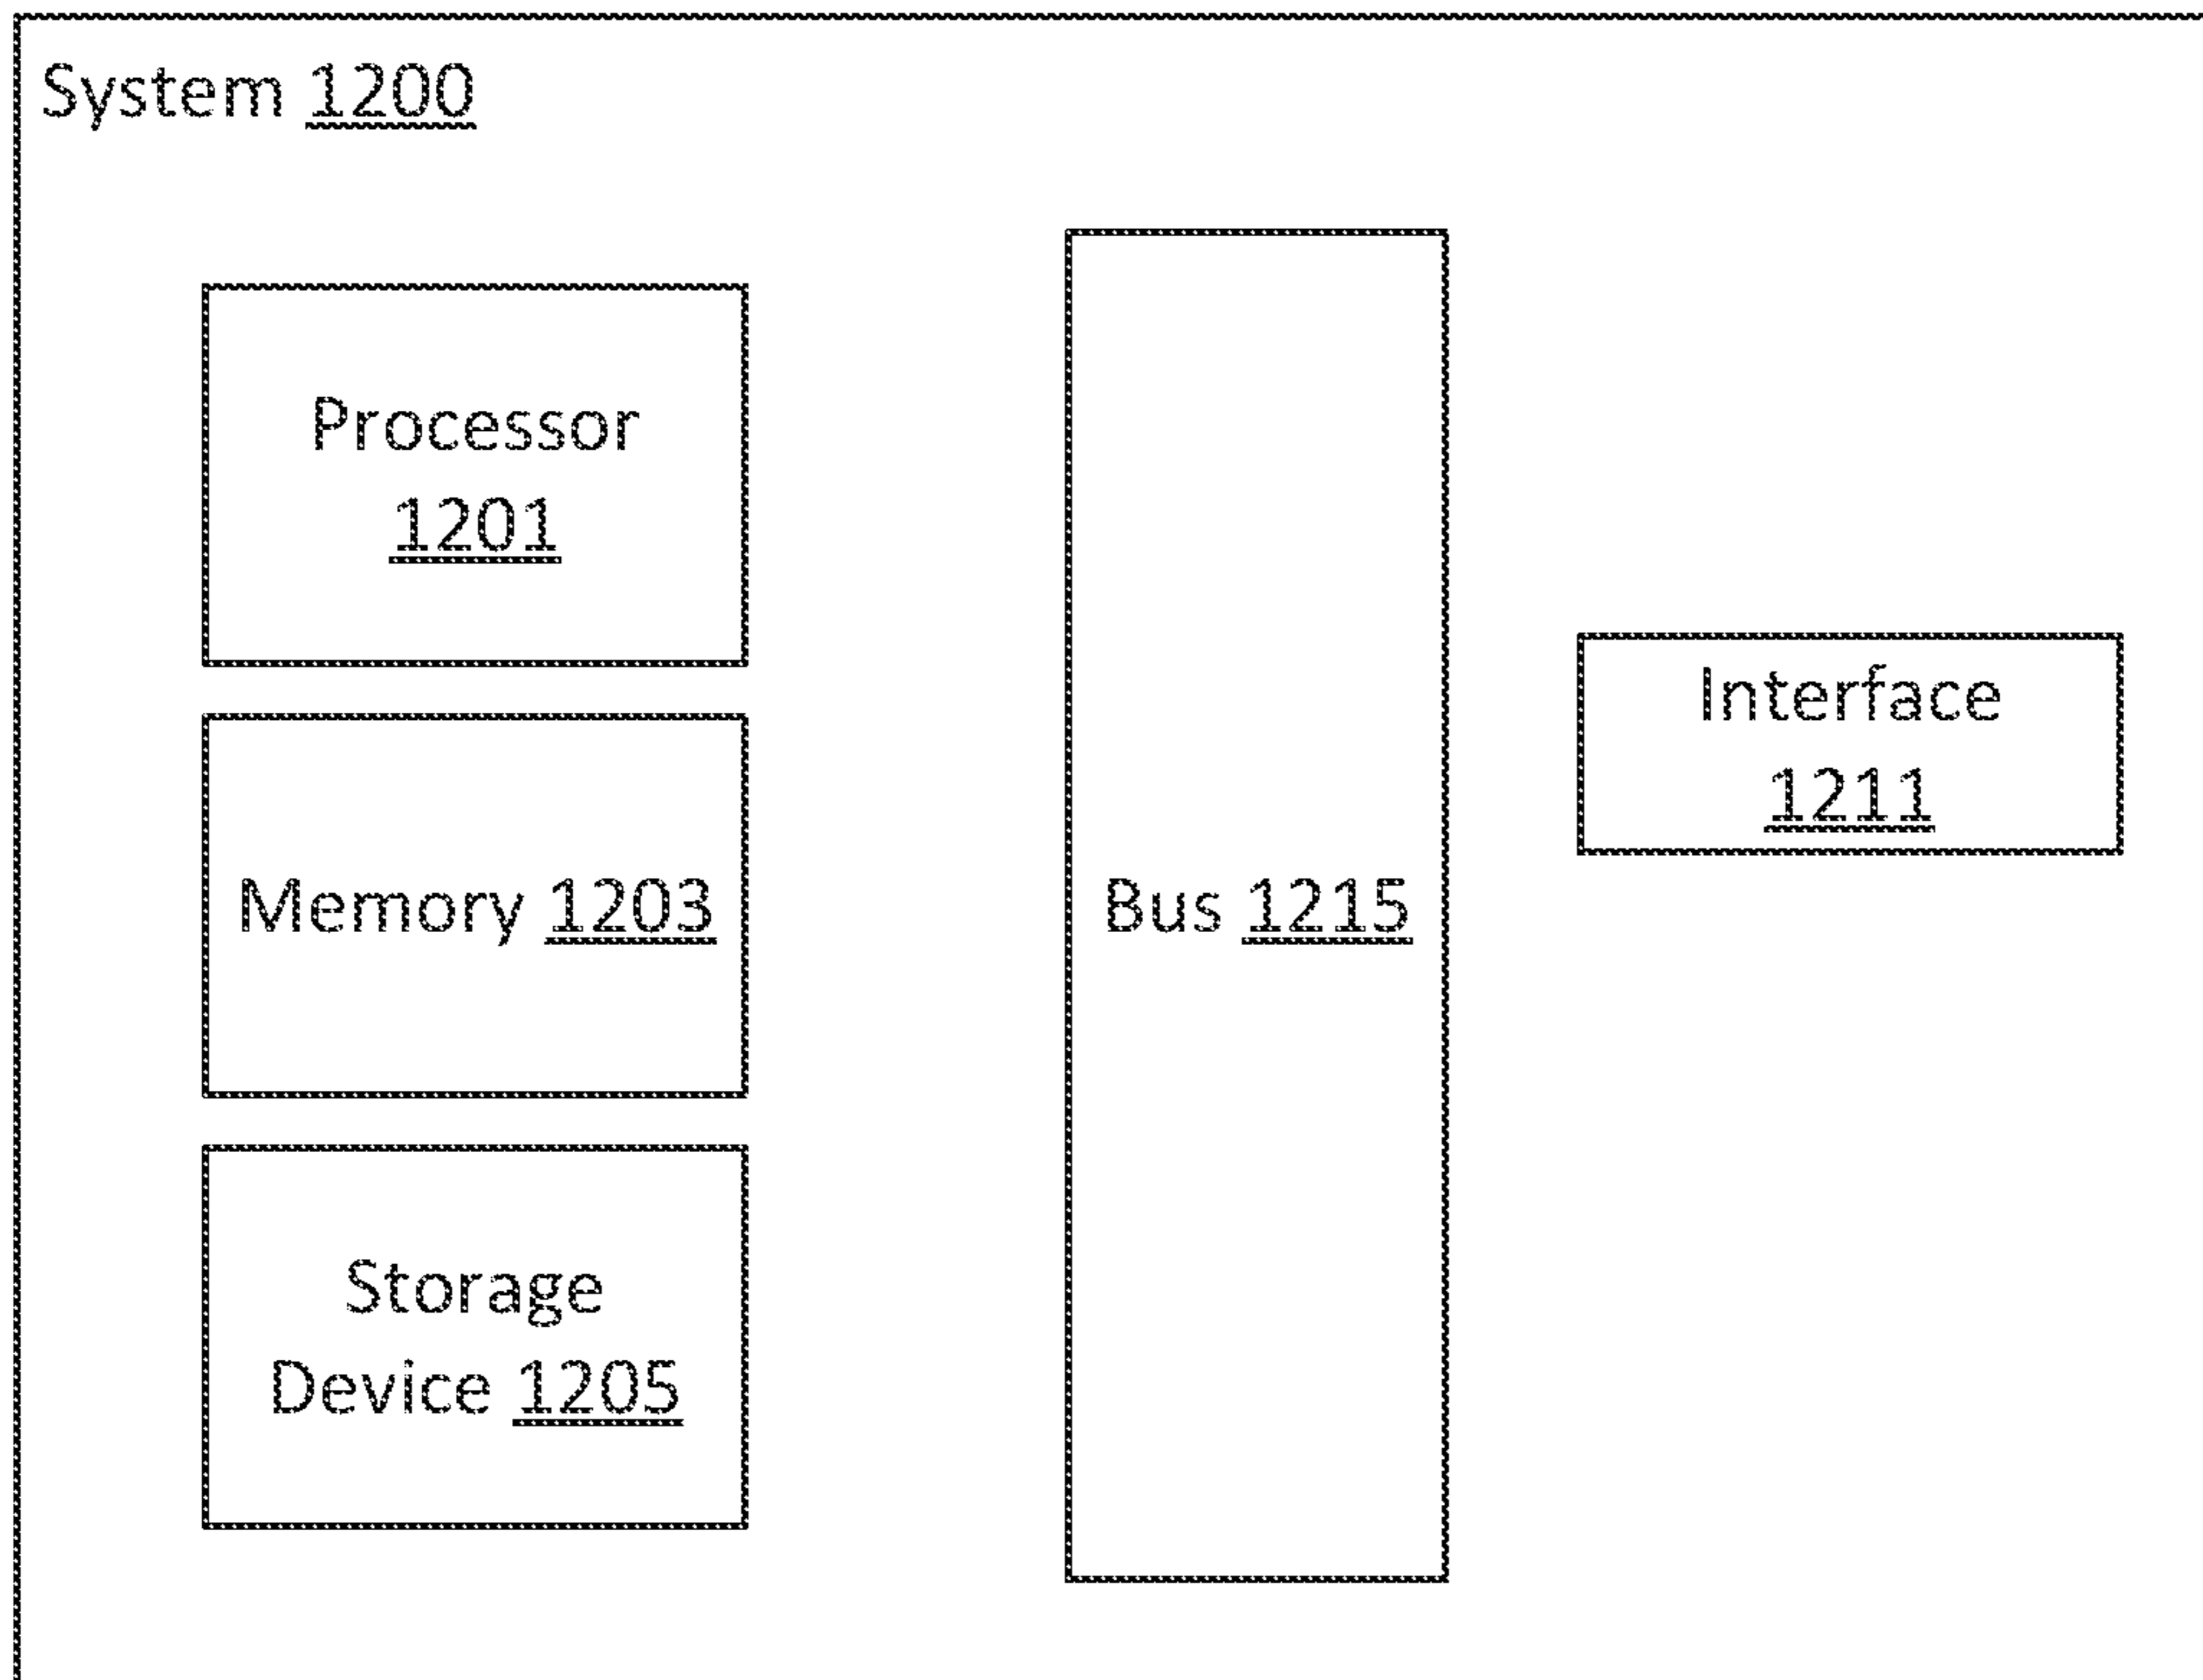 System 1200
Processor
1201
Memory 1203
Storage
Device 1205
Bus 1215
Interface
1211